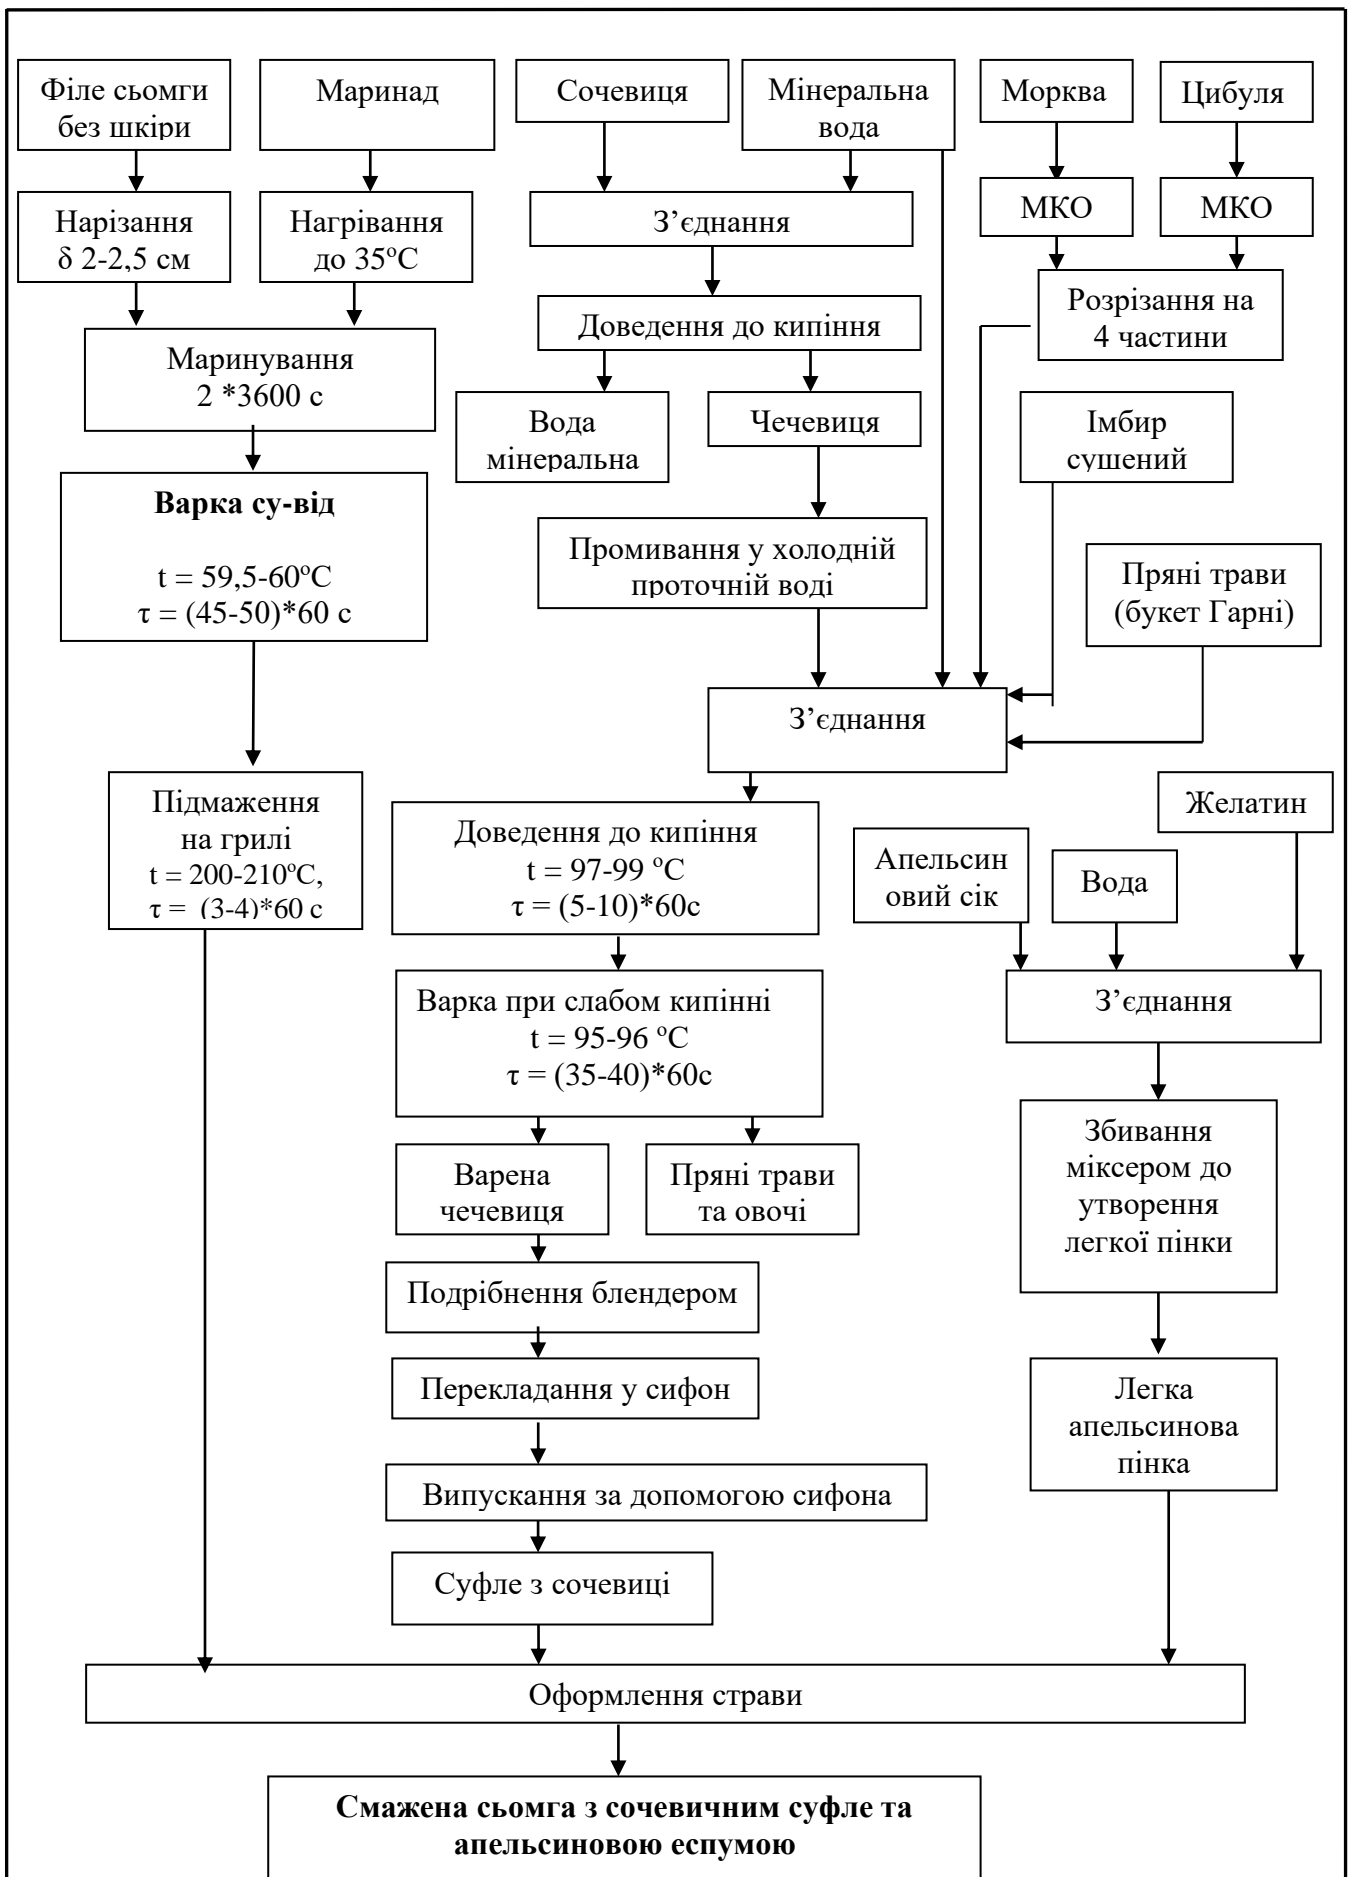 Філе сьомги
без шкіри
Маринад
Сочевиця
Мінеральна
вода
Морква
Цибуля
Нарізання
δ 2-2,5 см
Нагрівання
до 35ºС
З’єднання
МКО
МКО
Доведення до кипіння
Розрізання на
4 частини
Маринування
2 *3600 с
Вода
мінеральна
Чечевиця
Імбир
сушений
Варка су-від
t = 59,5-60ºС
τ = (45-50)*60 с
Промивання у холодній
проточній воді
Пряні трави
(букет Гарні)
З’єднання
Підмаження
на грилі
t = 200-210ºС,
τ = (3-4)*60 с
Доведення до кипіння
t = 97-99 ºС
τ = (5-10)*60с
Апельсин
овий сік
Вода
Желатин
Варка при слабом кипінні
t = 95-96 ºС
τ = (35-40)*60с
З’єднання
Варена
чечевиця
Пряні трави
та овочі
Збивання
міксером до
утворення
легкої пінки
Подрібнення блендером
Перекладання у сифон
Легка
апельсинова
пінка
Випускання за допомогою сифона
Суфле з сочевиці
Оформлення страви
Смажена сьомга з сочевичним суфле та
апельсиновою еспумою